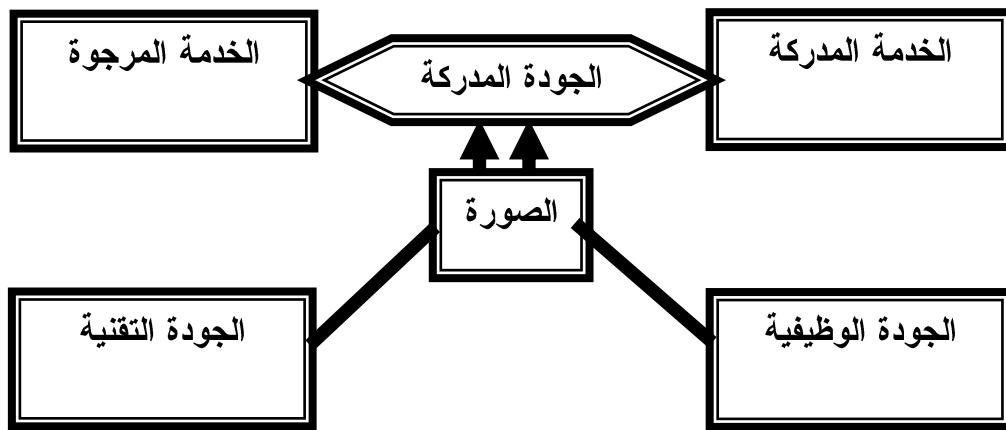 الخدمة المدركة
الجودة المدركة
الخدمة المرجوة
الصورة
الجودة الوظيفية
الجودة التقنية